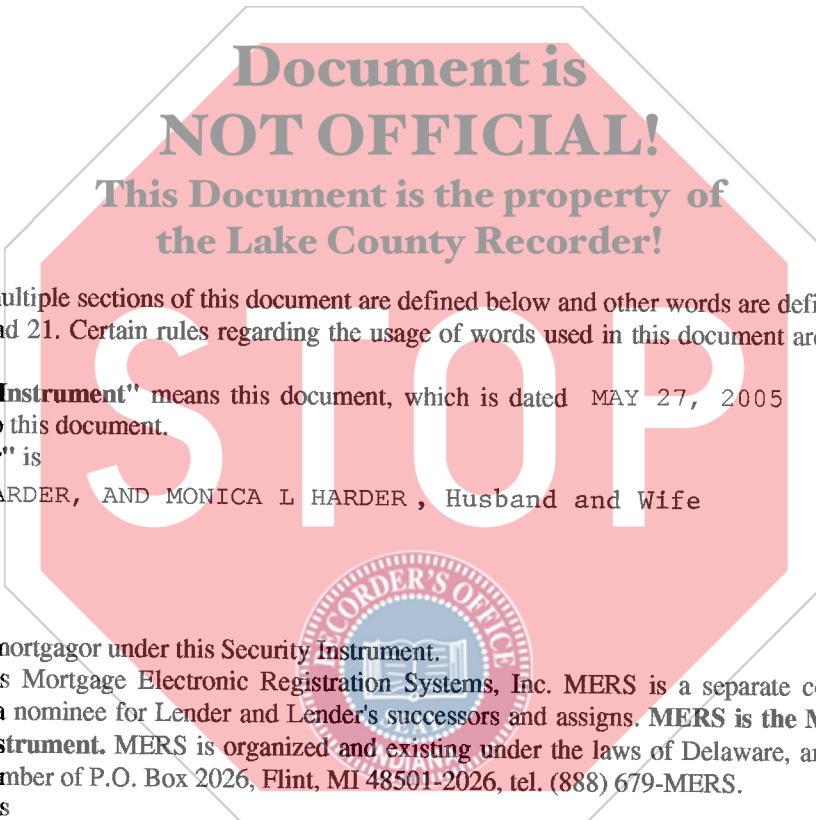 Document is
NOT OFFICIAL!
This Document is the property of
the Lake County Recorder!
ultiple sections of this document are defined below and other words are defi
d 21. Certain rules regarding the usage of words used in this document are
Instrument" means this document, which is dated MAY 27, 2005
this document.
" is
ARDER, AND MONICA L HARDER , Husband and Wife
STOP
RECORDER'S OFFICE
SEAL
INDIANA
mortgagor under this Security Instrument.
s Mortgage Electronic Registration Systems, Inc. MERS is a separate c
a nominee for Lender and Lender's successors and assigns. MERS is the M
strument. MERS is organized and existing under the laws of Delaware, a
mber of P.O. Box 2026, Flint, MI 48501-2026, tel. (888) 679-MERS.
s